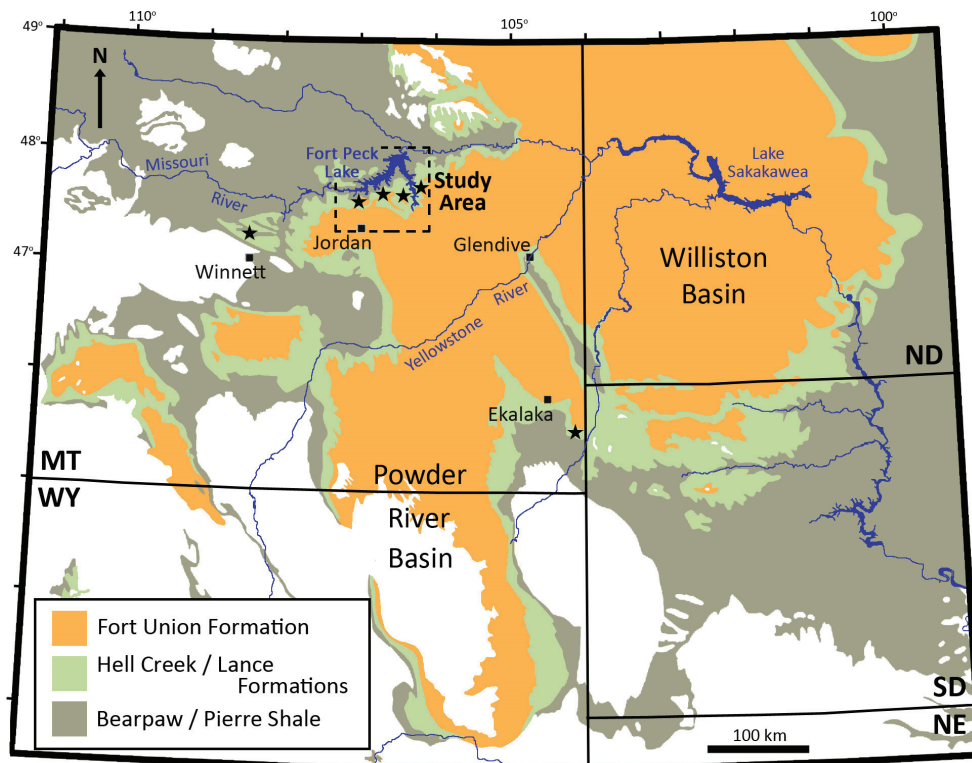 110°
105°
100°
49°
N
48°
Missouri
River
Fort Peck
Lake
Study
Area
Lake
Sakakawea
47°
Jordan
Winnett
Glendive
Williston
Basin
Yellowstone
River
ND
Ekalaka
MT
WY
Powder
River
Basin
Fort Union Formation
Hell Creek / Lance
Formations
Bearpaw / Pierre Shale
SD
NE
100 km